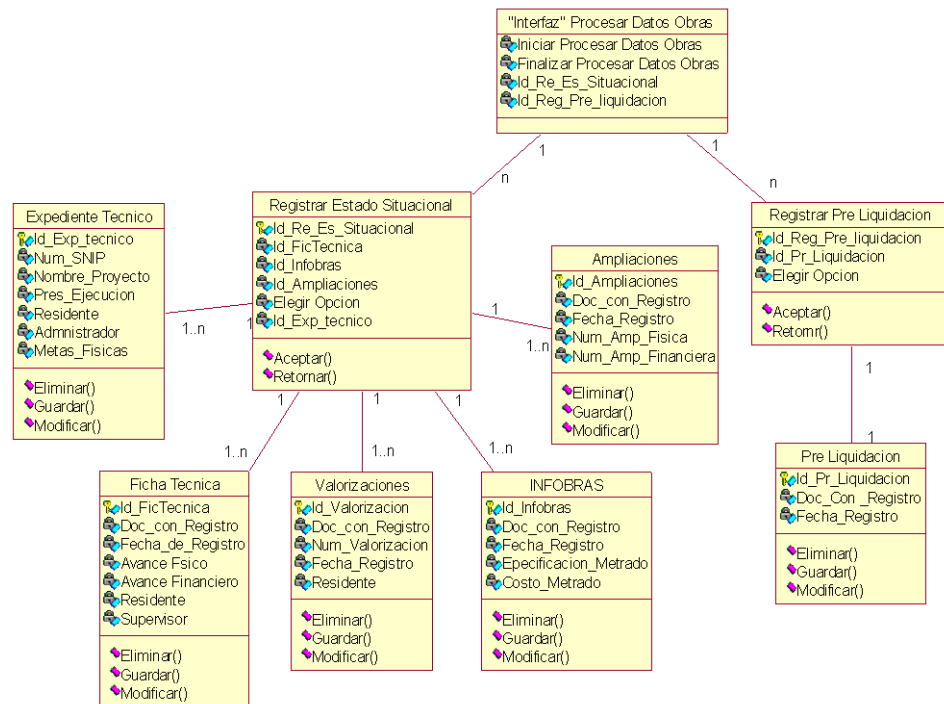 "Interfaz" Procesar Datos Obras
Iniciar Procesar Datos Obras
Finalizar Procesar Datos Obras
Id_Re_Es_Situacional
Id_Reg_Pre_liquidacion
1
n
1
n
Expediente Tecnico
Id_Exp_tecnico
Num_SNIP
Nombre_Proyecto
Pres_Ejecucion
Residente
Admnistrador
Metas_Fisicas
Eliminar()
Guardar()
Modificar()
1..n
1
Registrar Estado Situacional
Id_Re_Es_Situacional
Id_FicTecnica
Id_Infobras
Id_Ampliaciones
Elegir Opcion
Id_Exp_tecnico
Aceptar()
Retornar()
1
1..n
Ampliaciones
Id_Ampliaciones
Doc_con_Registro
Fecha_Registro
Num_Amp_Fisica
Num_Amp_Financiera
Eliminar()
Guardar()
Modificar()
Registrar Pre Liquidacion
Id_Reg_Pre_liquidacion
Id_Pr_Liquidacion
Elegir Opcion
Aceptar()
Retornr()
1
1
1
1
1
1..n
1..n
1..n
Ficha Tecnica
Id_FicTecnica
Doc_con_Registro
Fecha_de_Registro
Avance Fsico
Avance Financiero
Residente
Supervisor
Eliminar()
Guardar()
Modificar()
Valorizaciones
Id_Valorizacion
Doc_con_Registro
Num_Valorizacion
Fecha_Registro
Residente
Eliminar()
Guardar()
Modificar()
INFOBRAS
Id_Infobras
Doc_con_Registro
Fecha_Registro
Epecificacion_Metrado
Costo_Metrado
Eliminar()
Guardar()
Modificar()
Pre Liquidacion
Id_Pr_Liquidacion
Doc_Con _Registro
Fecha_Registro
Eliminar()
Guardar()
Modificar()